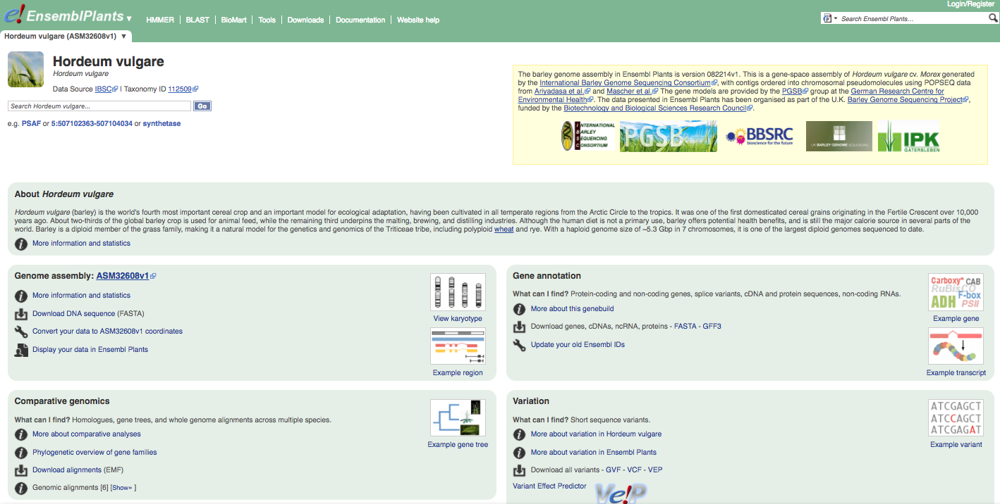 Login/Register
e! EnsemblPlants ▾
HMMER | BLAST | BioMart | Tools | Downloads | Documentation | Website help
Search Ensembl Plants...
Hordeum vulgare (ASM32608v1) ▼
Hordeum vulgare
Hordeum vulgare
Data Source IBSC | Taxonomy ID 112509
Search Hordeum vulgare...
Go
e.g. PSAF or 5:507102363-507104034 or synthetase
The barley genome assembly in Ensembl Plants is version 082214v1. This is a gene-space assembly of Hordeum vulgare cv. Morex generated
by the International Barley Genome Sequencing Consortium, with contigs ordered into chromosomal pseudomolecules using POPSEQ data
from Ariyadasa et al. and Mascher et al. The gene models are provided by the PGSB group at the German Research Centre for
Environmental Health. The data presented in Ensembl Plants has been organised as part of the U.K. Barley Genome Sequencing Project,
funded by the Biotechnology and Biological Sciences Research Council.
INTERNATIONAL
BARLEY
SEQUENCING
CONSORTIUM
PGSB
BBSRC
bioscience for the future
UK BARLEY GENOME SEQUENCING
IPK
GATERSLEBEN
About Hordeum vulgare
Hordeum vulgare (barley) is the world's fourth most important cereal crop and an important model for ecological adaptation, having been cultivated in all temperate regions from the Arctic Circle to the tropics. It was one of the first domesticated cereal grains originating in the Fertile Crescent over 10,000
years ago. About two-thirds of the global barley crop is used for animal feed, while the remaining third underpins the malting, brewing, and distilling industries. Although the human diet is not a primary use, barley offers potential health benefits, and is still the major calorie source in several parts of the
world. Barley is a diploid member of the grass family, making it a natural model for the genetics and genomics of the Triticeae tribe, including polyploid wheat and rye. With a haploid genome size of ~5.3 Gbp in 7 chromosomes, it is one of the largest diploid genomes sequenced to date.
More information and statistics
Genome assembly: ASM32608v1
More information and statistics
Download DNA sequence (FASTA)
Convert your data to ASM32608v1 coordinates
Display your data in Ensembl Plants
View karyotype
Example region
Gene annotation
What can I find? Protein-coding and non-coding genes, splice variants, cDNA and protein sequences, non-coding RNAs.
More about this genebuild
Download genes, cDNAs, ncRNA, proteins - FASTA - GFF3
Update your old Ensembl IDs
Carboxy* CAB
RuBisCO
ADH F-box
PSII
Example gene
Example transcript
Comparative genomics
What can I find? Homologues, gene trees, and whole genome alignments across multiple species.
More about comparative analyses
Phylogenetic overview of gene families
Download alignments (EMF)
Genomic alignments [6] [Show» ]
Example gene tree
Variation
What can I find? Short sequence variants.
More about variation in Hordeum vulgare
More about variation in Ensembl Plants
Download all variants - GVF - VCF - VEP
Variant Effect Predictor
Ve!P
ATCGAGCT
ATCCAGCT
ATCGAGAT
Example variant